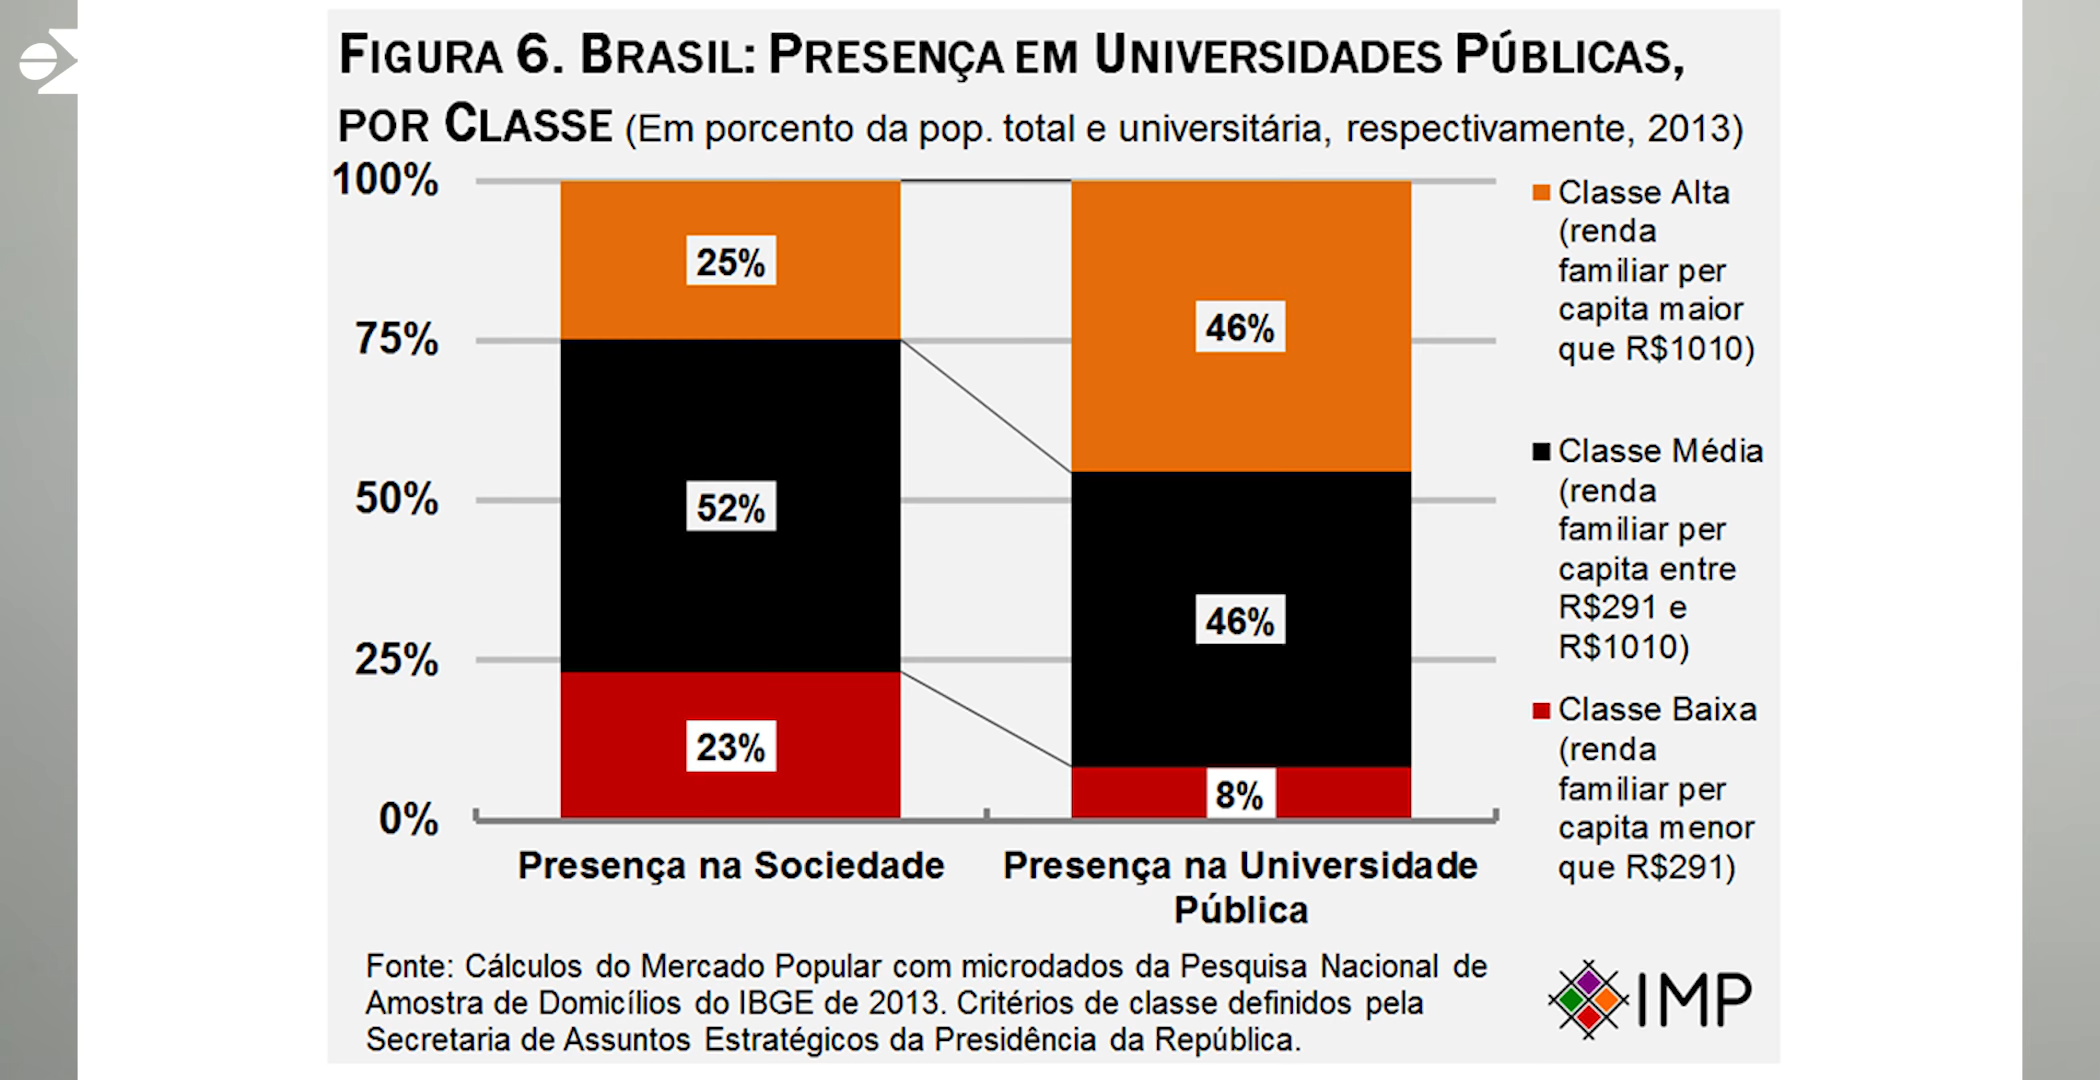 FIGURA 6. BRASIL: PRESENÇA EM UNIVERSIDADES PÚBLICAS,
POR CLASSE (Em porcento da pop. total e universitária, respectivamente, 2013)
100%
75%
50%
25%
0%
25%
52%
23%
46%
46%
8%
Presença na Sociedade
Presença na Universidade
Pública
Classe Alta
(renda
familiar per
capita maior
que R$1010)
Classe Média
(renda
familiar per
capita entre
R$291 e
R$1010)
Classe Baixa
(renda
familiar per
capita menor
que R$291)
Fonte: Cálculos do Mercado Popular com microdados da Pesquisa Nacional de
Amostra de Domicílios do IBGE de 2013. Critérios de classe definidos pela
Secretaria de Assuntos Estratégicos da Presidência da República.
IMP